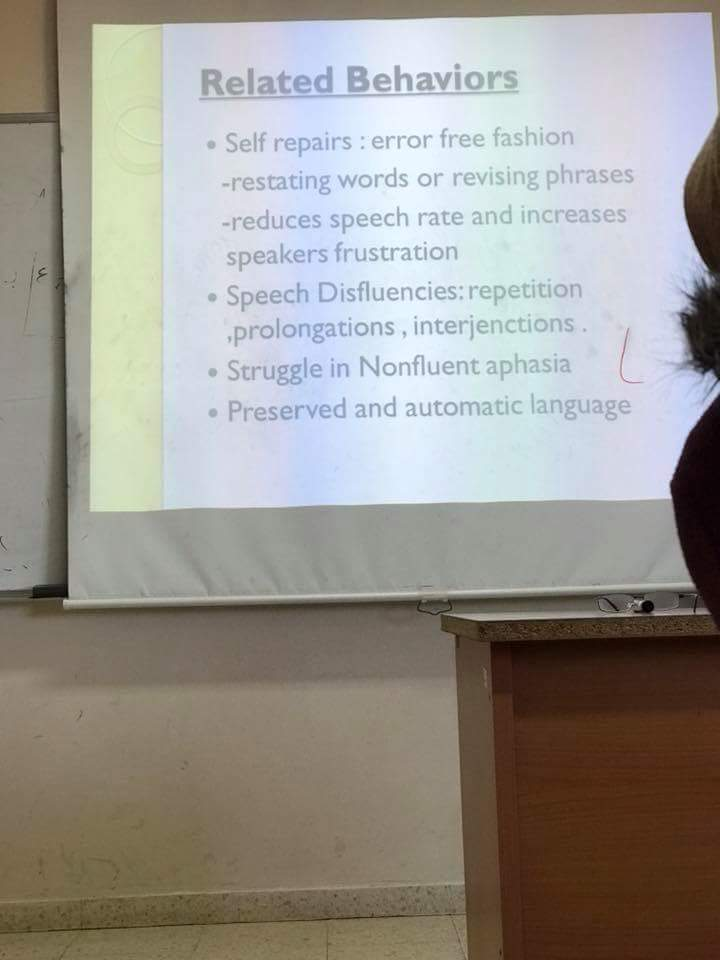 Related Behaviors
• Self repairs : error free fashion
-restating words or revising phrases
-reduces speech rate and increases
speakers frustration
• Speech Disfluencies: repetition
,prolongations , interjenctions .
• Struggle in Nonfluent aphasia
• Preserved and automatic language